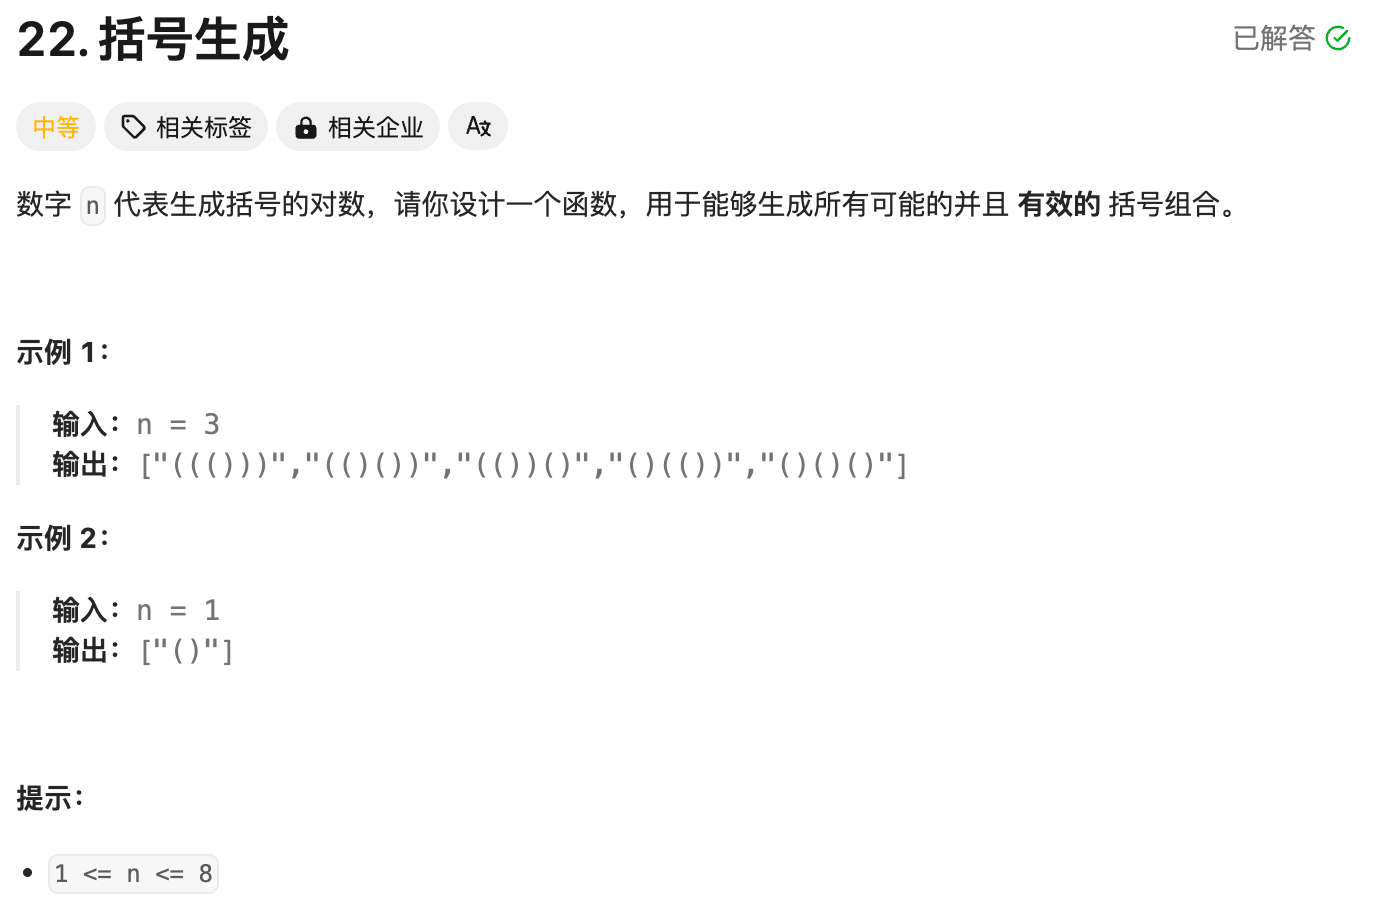 22. 括号生成
已解答
中等
相关标签
相关企业
数字 n 代表生成括号的对数，请你设计一个函数，用于能够生成所有可能的并且 有效的 括号组合。
示例 1：
输入：n = 3
输出：["((()))","(()())","(())()","()(())","()()()"]
示例 2：
输入：n = 1
输出：["()"]
提示：
1 <= n <= 8